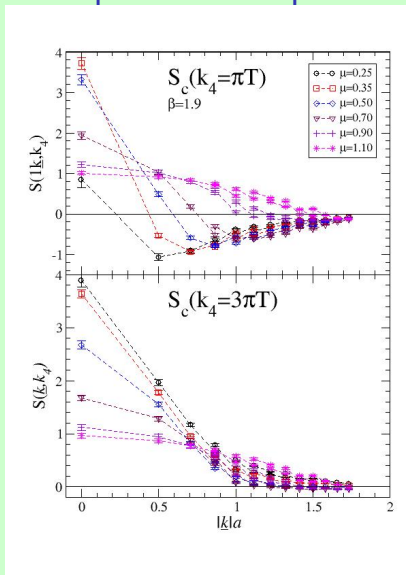 S_c(k_4=πT)
β=1.9
μ=0.25
μ=0.35
μ=0.50
μ=0.70
μ=0.90
μ=1.10
S(1k,k_4)
4
3
2
1
0
-1
S_c(k_4=3πT)
S(k,k_4)
4
3
2
1
0
0
0.5
1
1.5
2
|k|a